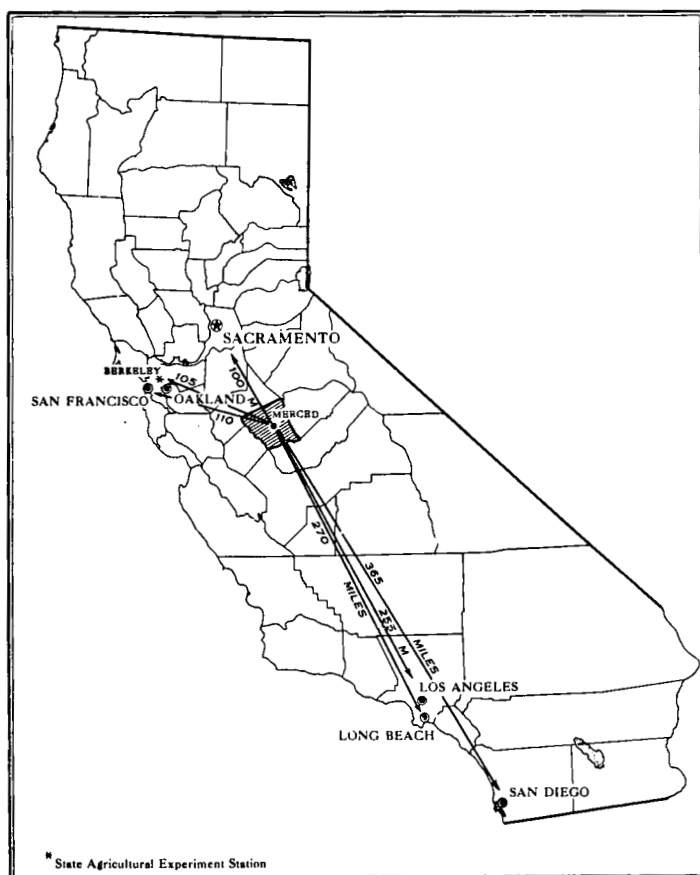 SACRAMENTO
BERKELEY *
105
100 M
SAN FRANCISCO
OAKLAND
110
MERCED
270 MILES
365 MILES
255 M
LOS ANGELES
LONG BEACH
SAN DIEGO
* State Agricultural Experiment Station